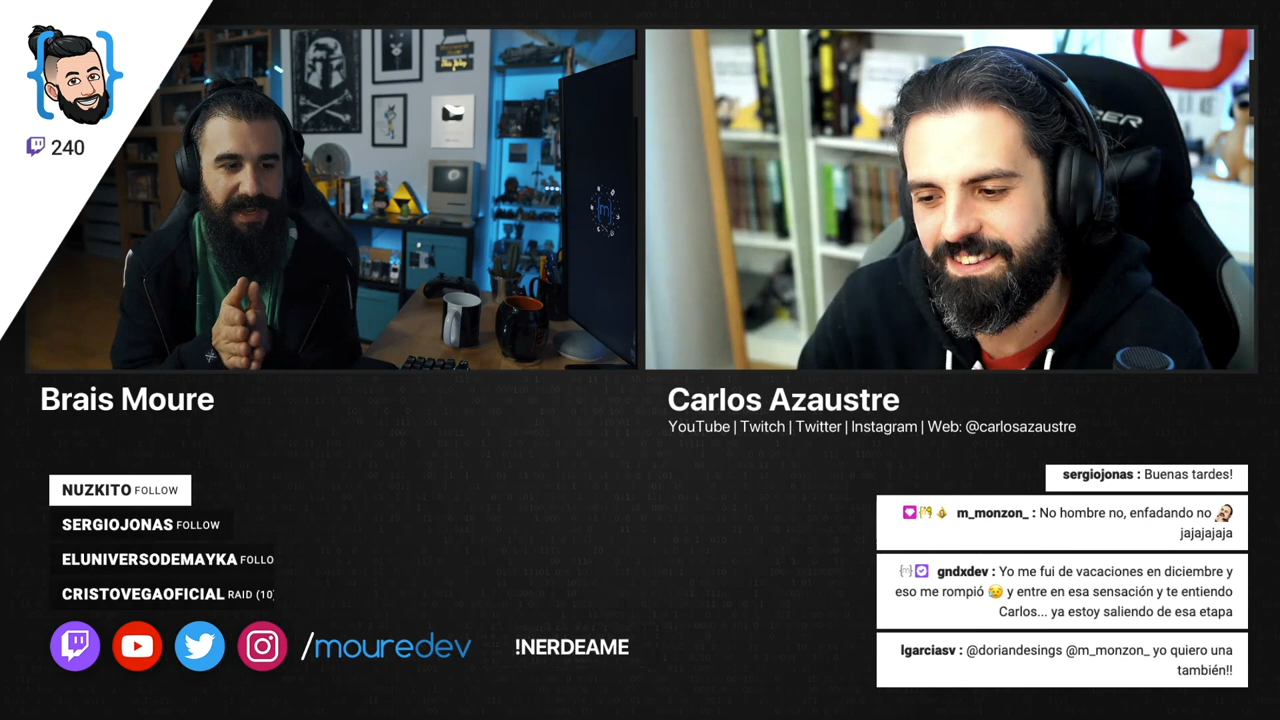 240
Brais Moure
Carlos Azaustre
YouTube | Twitch | Twitter | Instagram | Web: @carlosazaustre
NUZKITO FOLLOW
SERGIOJONAS FOLLOW
ELUNIVERSODEMAYKA FOLLO
CRISTOVEGAOFICIAL RAID (10)
/mouredev
!NERDEAME
sergiojonas : Buenas tardes!
m_monzon_ : No hombre no, enfadando no
jajajajaja
gndxdev : Yo me fui de vacaciones en diciembre y
eso me rompió 😥 y entre en esa sensación y te entiendo
Carlos... ya estoy saliendo de esa etapa
lgarciasv : @doriandesings @m_monzon_ yo quiero una
también!!